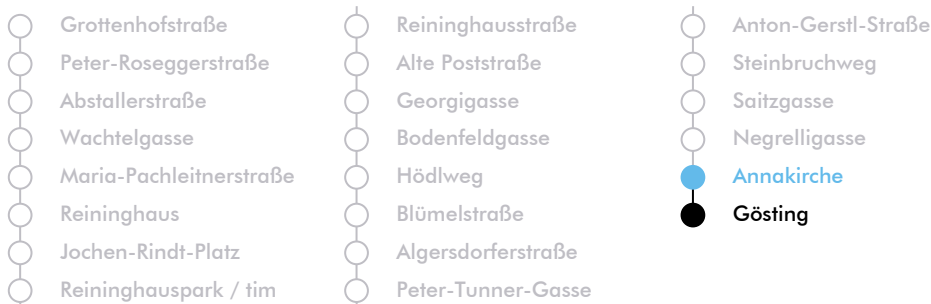 Grottenhofstraße
Peter-Roseggerstraße
Abstallerstraße
Wachtelgasse
Maria-Pachleitnerstraße
Reininghaus
Jochen-Rindt-Platz
Reininghauspark / tim
Reininghausstraße
Alte Poststraße
Georgigasse
Bodenfeldgasse
Hödlweg
Blümelstraße
Algersdorferstraße
Peter-Tunner-Gasse
Anton-Gerstl-Straße
Steinbruchweg
Saitzgasse
Negrelligasse
Annakirche
Gösting